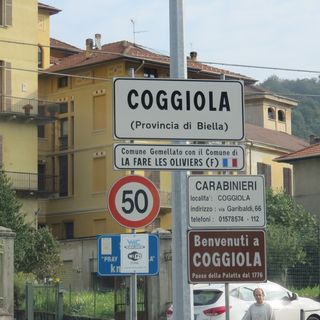 COGGIOLA
(Provincia di Biella)
Comune Gemellato con il Comune di
LA FARE LES OLIVIERS (F)
50
CARABINIERI
località : COGGIOLA
indirizzo : via Garibaldi,66
telefoni : 01578574 - 112
Benvenuti a
COGGIOLA
Paese della Paletta dal 1776